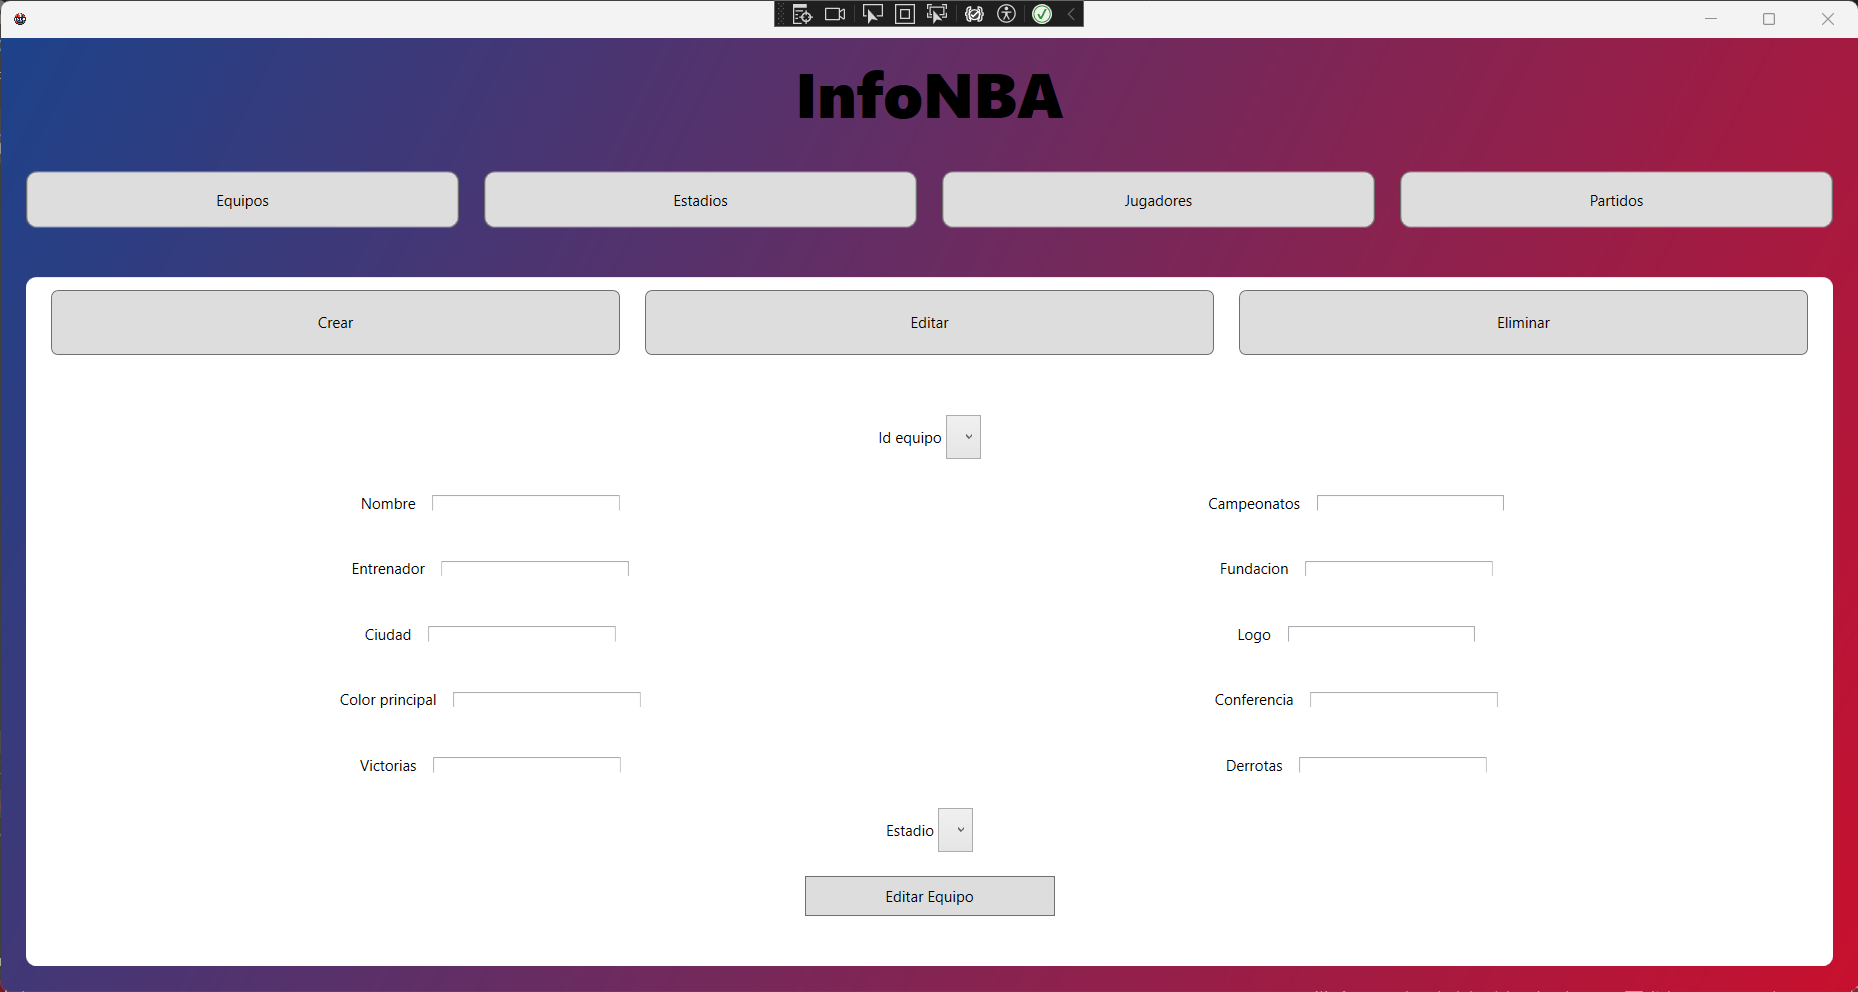 InfoNBA
Equipos Estadios Jugadores Partidos
Crear Editar Eliminar
Id equipo
Nombre Campeonatos
Entrenador Fundacion
Ciudad Logo
Color principal Conferencia
Victorias Derrotas
Estadio
Editar Equipo